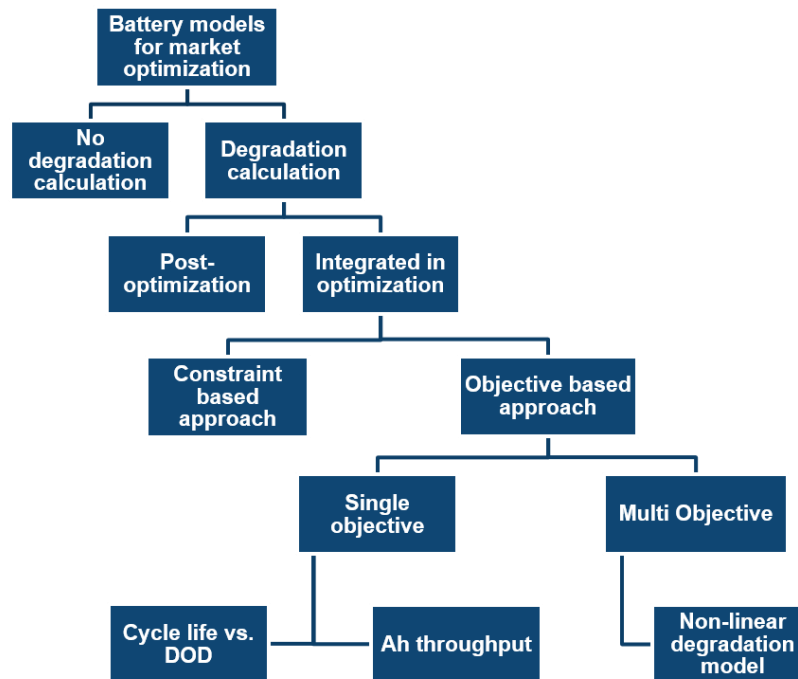 Battery models
for market
optimization
No
degradation
calculation
Degradation
calculation
Post-
optimization
Integrated in
optimization
Constraint
based
approach
Objective based
approach
Single
objective
Multi Objective
Cycle life vs.
DOD
Ah throughput
Non-linear
degradation
model